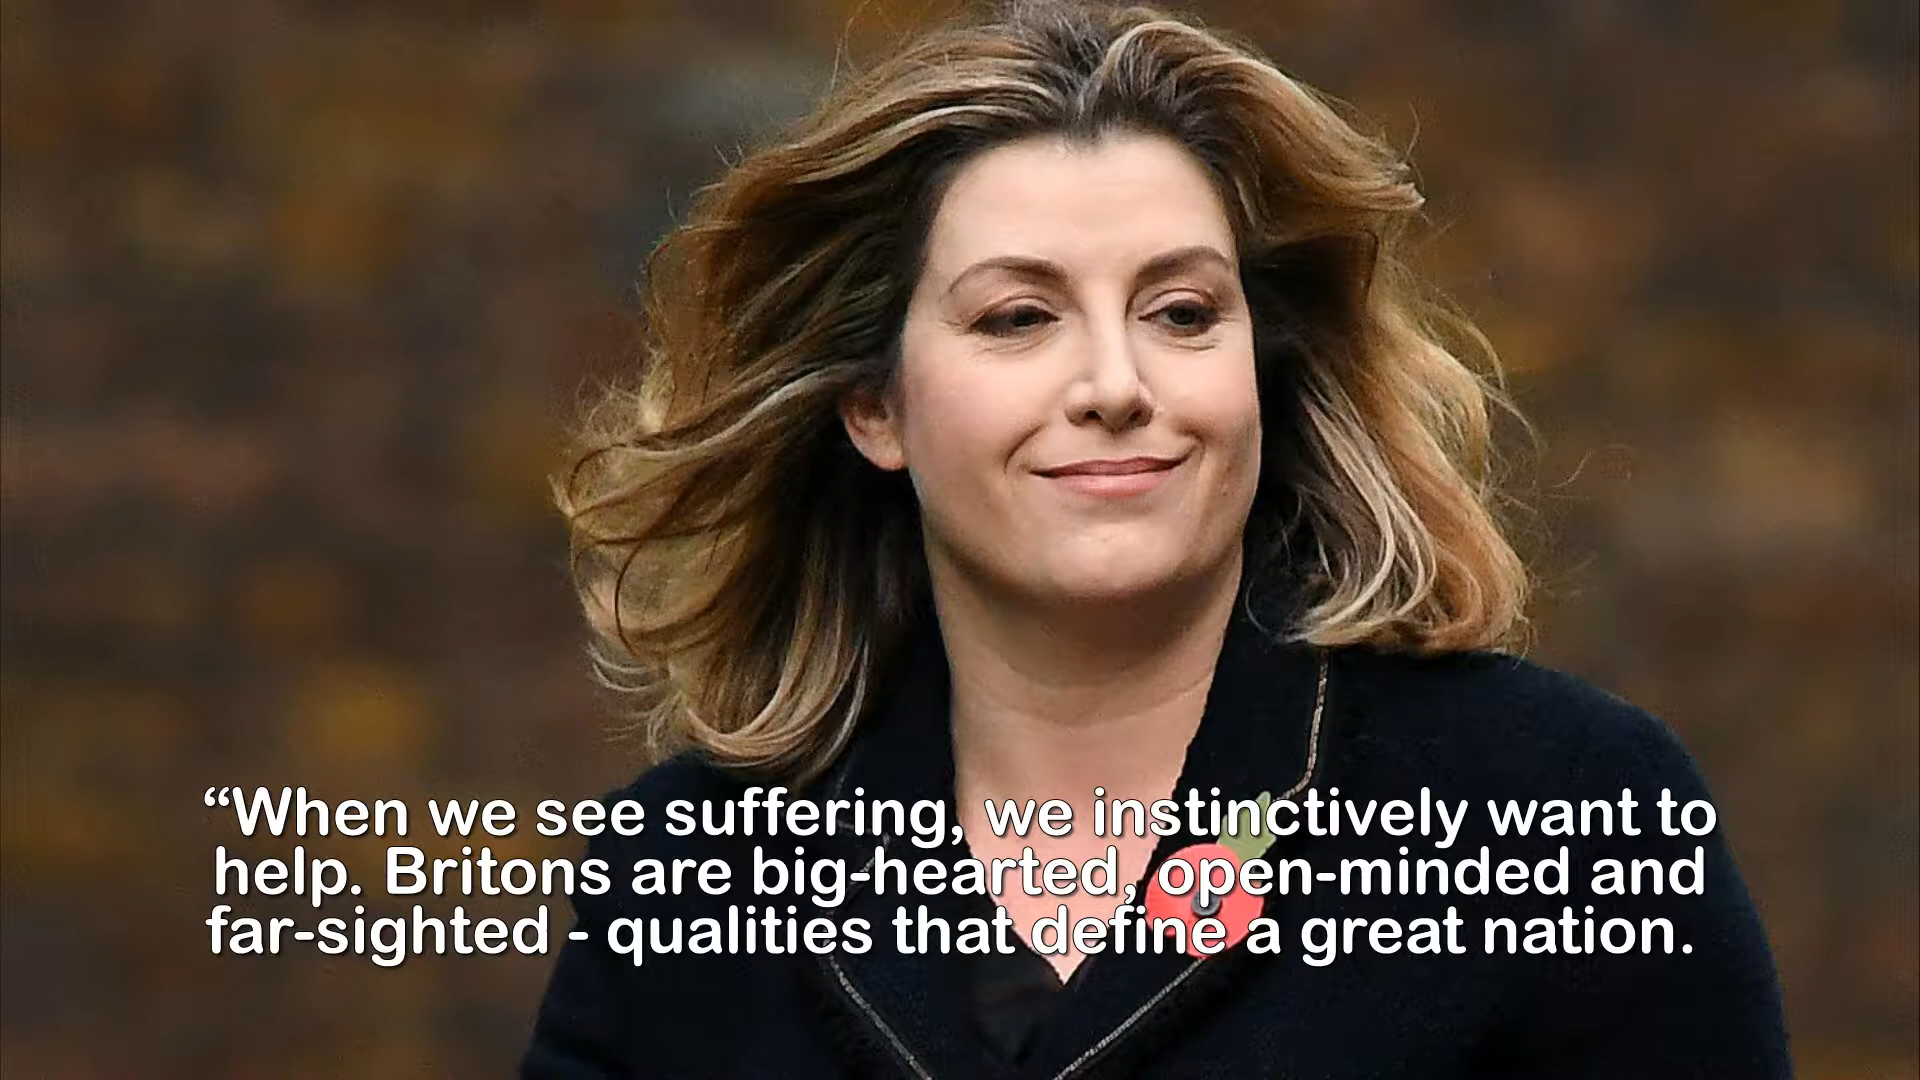 “When we see suffering, we instinctively want to
help. Britons are big-hearted, open-minded and
far-sighted - qualities that define a great nation.